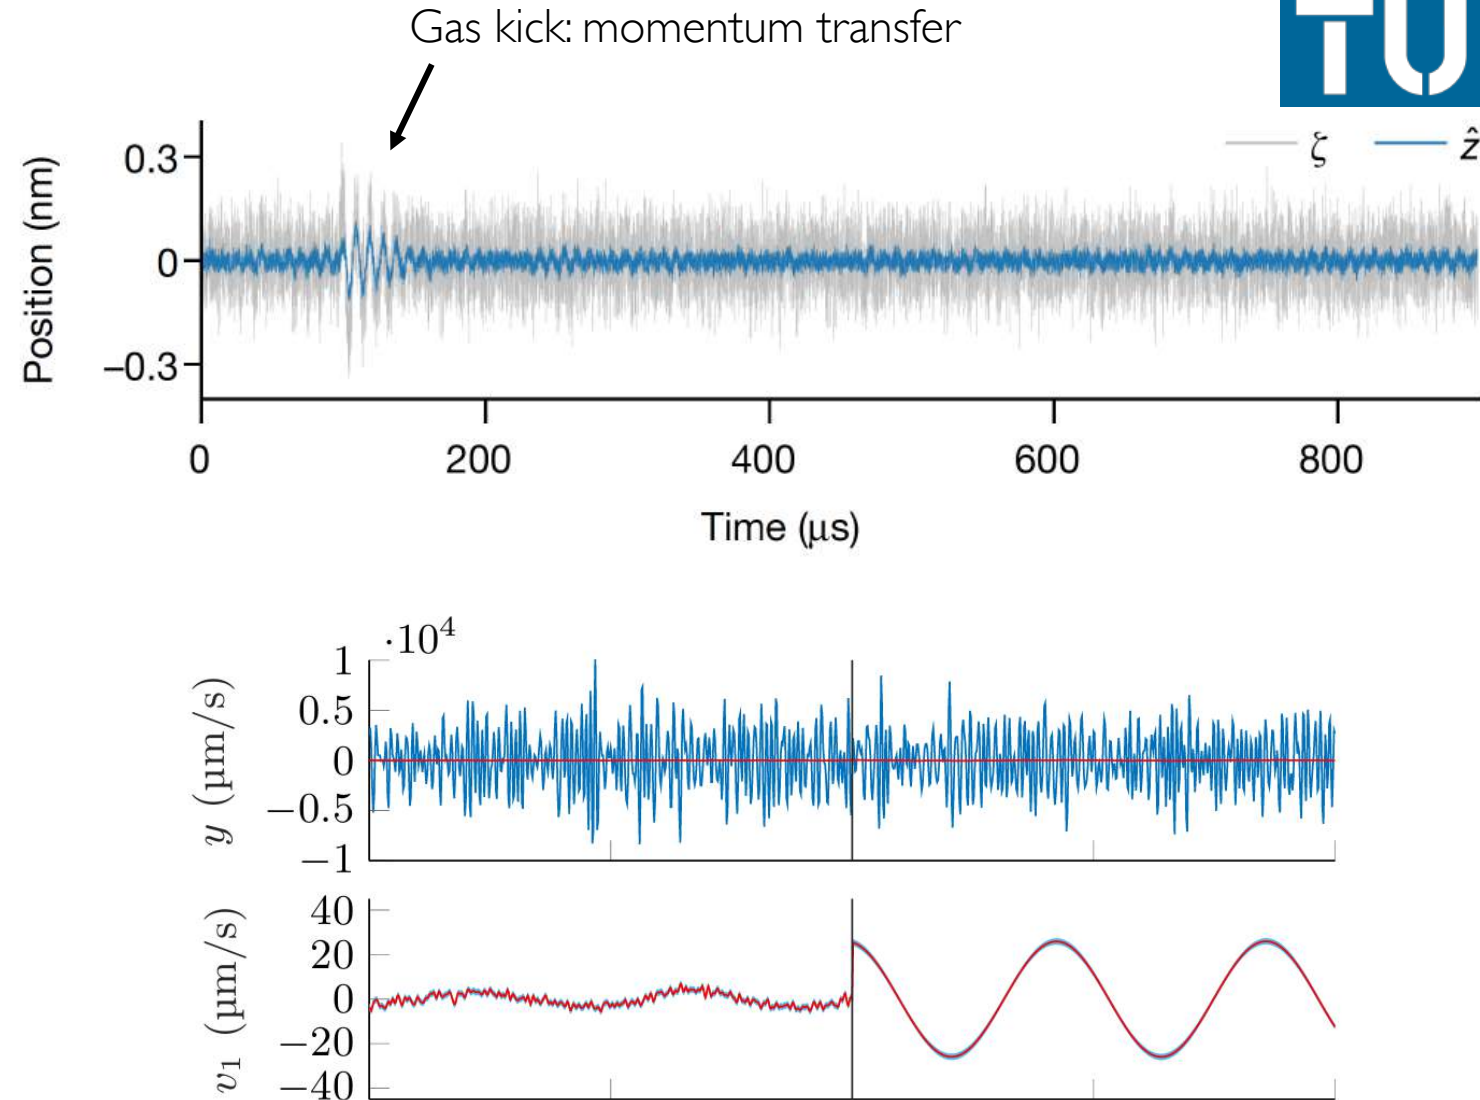 Gas kick: momentum transfer
TU
ζ ẑ
Position (nm)
0.3
0
−0.3
0 200 400 600 800
Time (μs)
·10⁴
y (μm/s)
1
0.5
0
−0.5
−1
v₁ (μm/s)
40
20
0
−20
−40